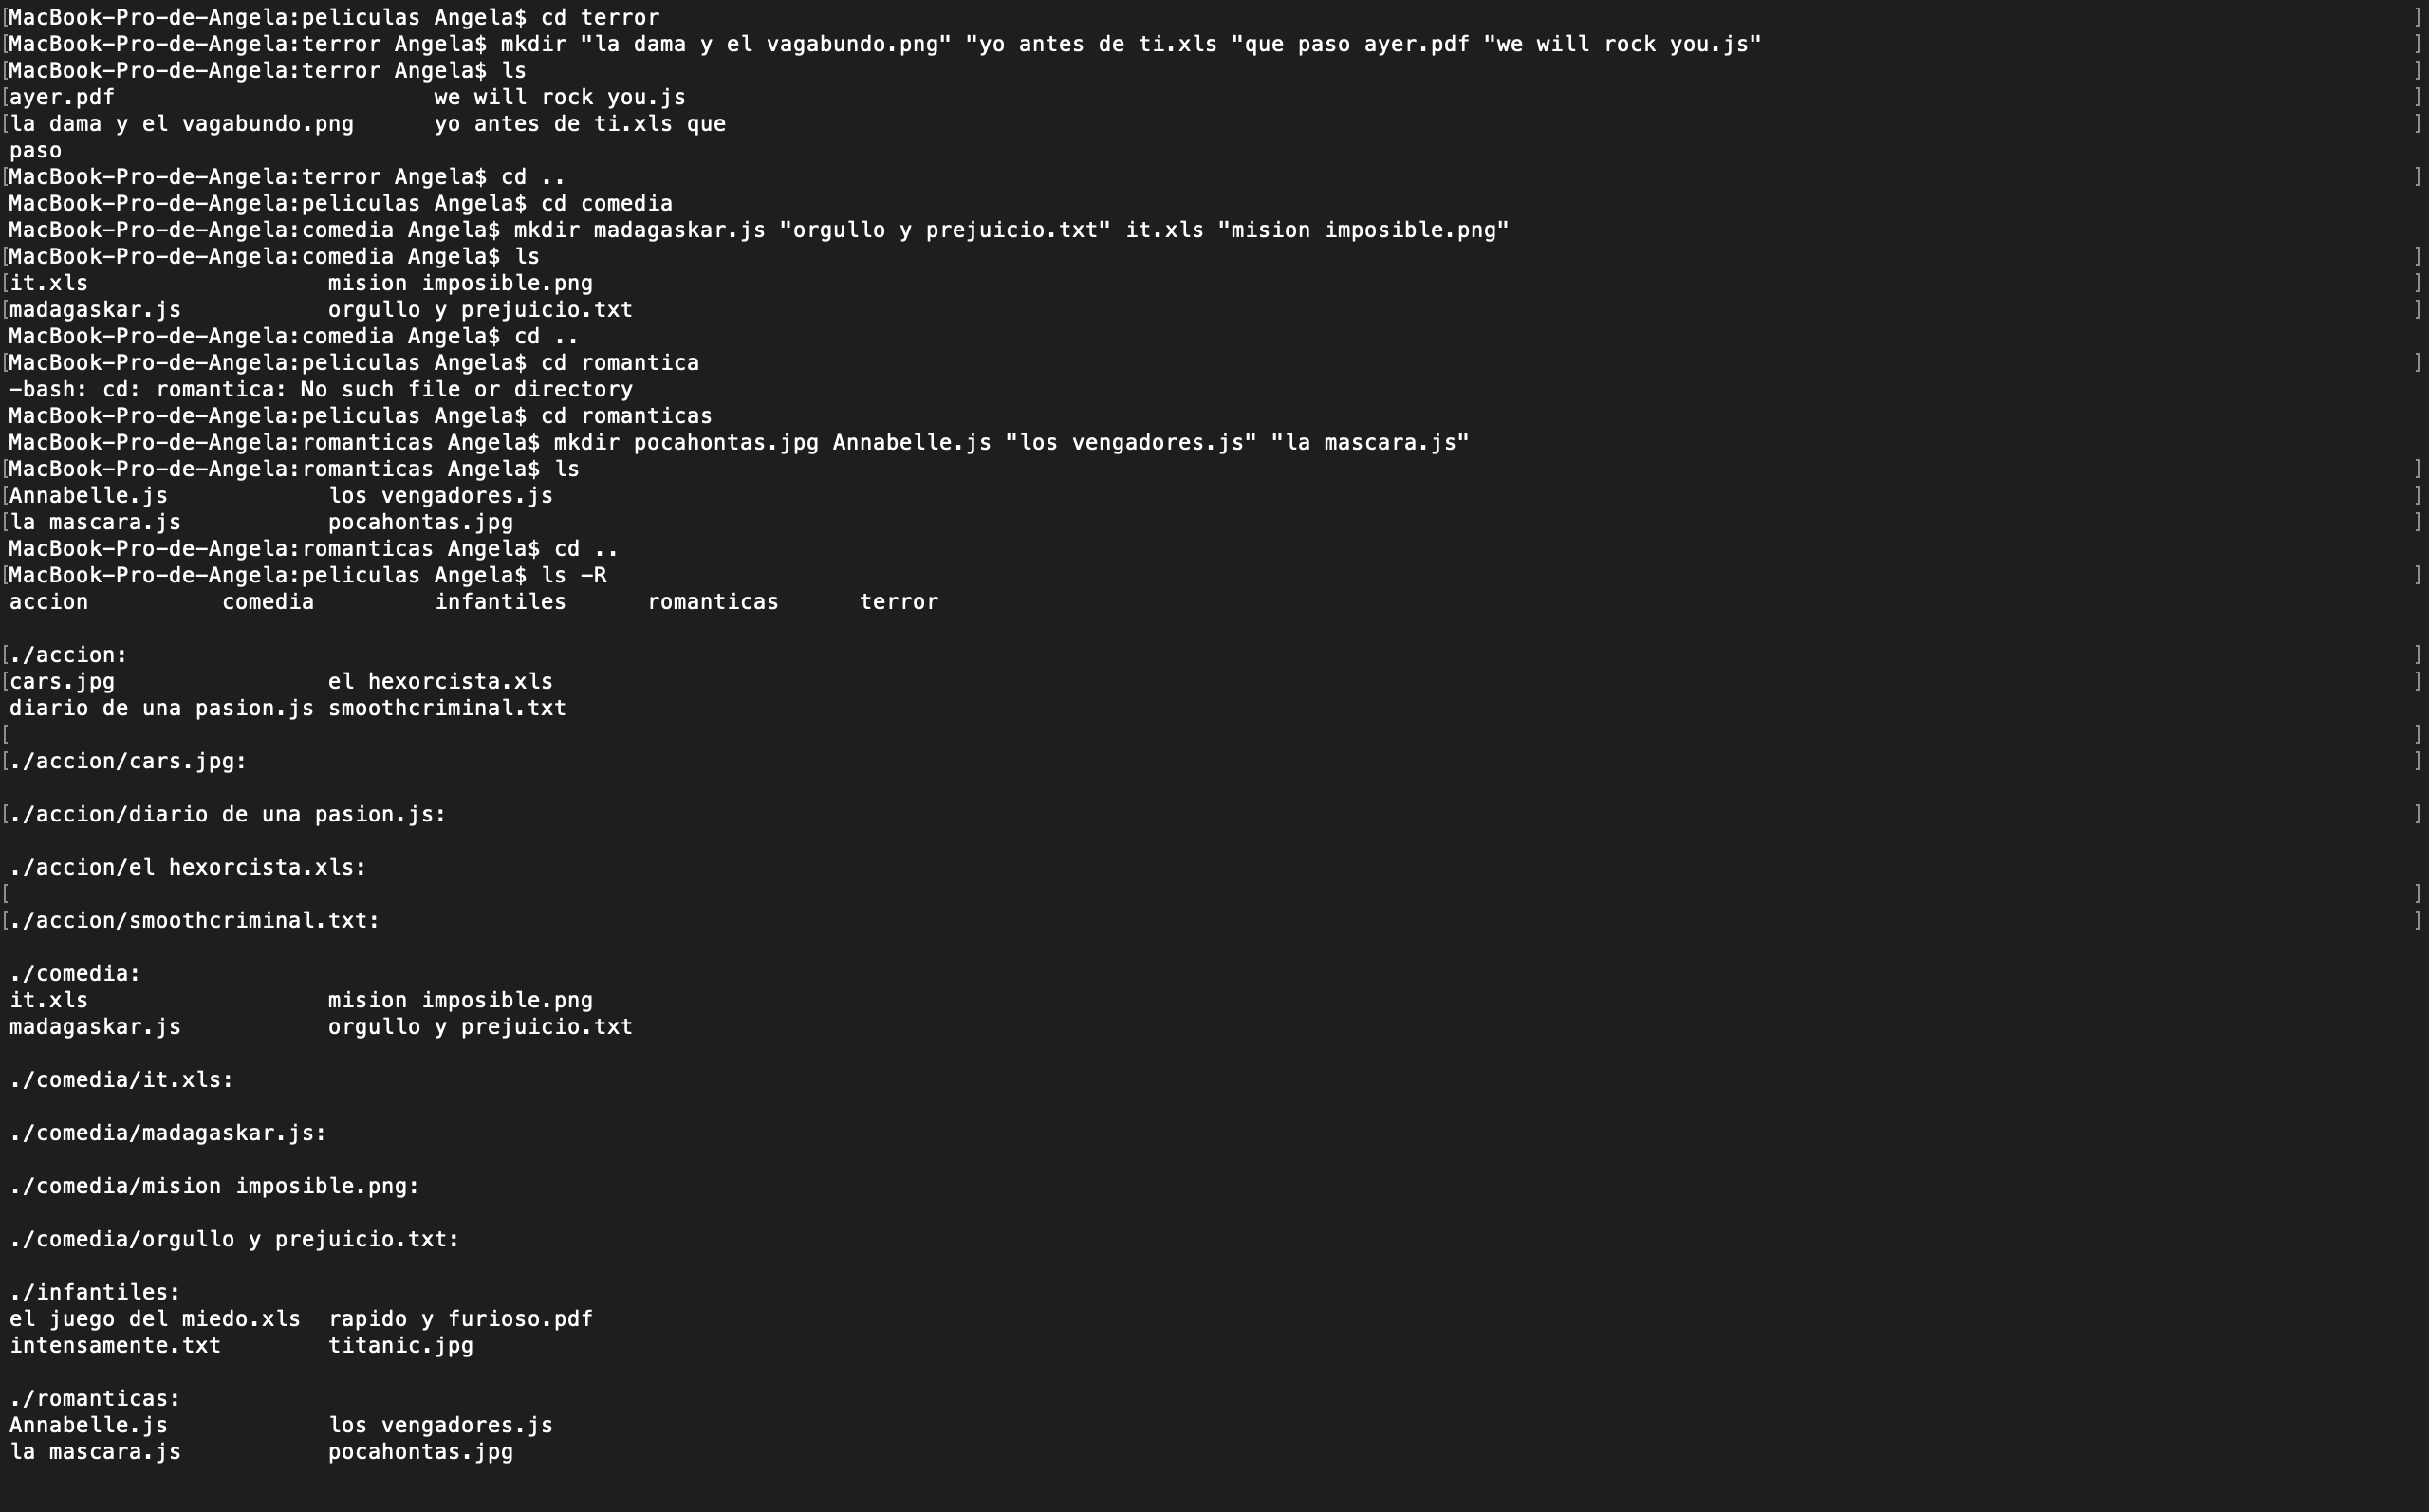 [MacBook-Pro-de-Angela:peliculas Angela$ cd terror ]
[MacBook-Pro-de-Angela:terror Angela$ mkdir "la dama y el vagabundo.png" "yo antes de ti.xls "que paso ayer.pdf "we will rock you.js" ]
[MacBook-Pro-de-Angela:terror Angela$ ls ]
[ayer.pdf we will rock you.js ]
[la dama y el vagabundo.png yo antes de ti.xls que ]
paso
[MacBook-Pro-de-Angela:terror Angela$ cd .. ]
MacBook-Pro-de-Angela:peliculas Angela$ cd comedia
MacBook-Pro-de-Angela:comedia Angela$ mkdir madagaskar.js "orgullo y prejuicio.txt" it.xls "mision imposible.png"
[MacBook-Pro-de-Angela:comedia Angela$ ls ]
[it.xls mision imposible.png ]
[madagaskar.js orgullo y prejuicio.txt ]
MacBook-Pro-de-Angela:comedia Angela$ cd ..
[MacBook-Pro-de-Angela:peliculas Angela$ cd romantica ]
-bash: cd: romantica: No such file or directory
MacBook-Pro-de-Angela:peliculas Angela$ cd romanticas
MacBook-Pro-de-Angela:romanticas Angela$ mkdir pocahontas.jpg Annabelle.js "los vengadores.js" "la mascara.js"
[MacBook-Pro-de-Angela:romanticas Angela$ ls ]
[Annabelle.js los vengadores.js ]
[la mascara.js pocahontas.jpg ]
MacBook-Pro-de-Angela:romanticas Angela$ cd ..
[MacBook-Pro-de-Angela:peliculas Angela$ ls -R ]
accion comedia infantiles romanticas terror
[./accion: ]
[cars.jpg el hexorcista.xls ]
diario de una pasion.js smoothcriminal.txt
[ ]
[./accion/cars.jpg: ]
[./accion/diario de una pasion.js: ]
./accion/el hexorcista.xls:
[ ]
[./accion/smoothcriminal.txt: ]
./comedia:
it.xls mision imposible.png
madagaskar.js orgullo y prejuicio.txt
./comedia/it.xls:
./comedia/madagaskar.js:
./comedia/mision imposible.png:
./comedia/orgullo y prejuicio.txt:
./infantiles:
el juego del miedo.xls rapido y furioso.pdf
intensamente.txt titanic.jpg
./romanticas:
Annabelle.js los vengadores.js
la mascara.js pocahontas.jpg